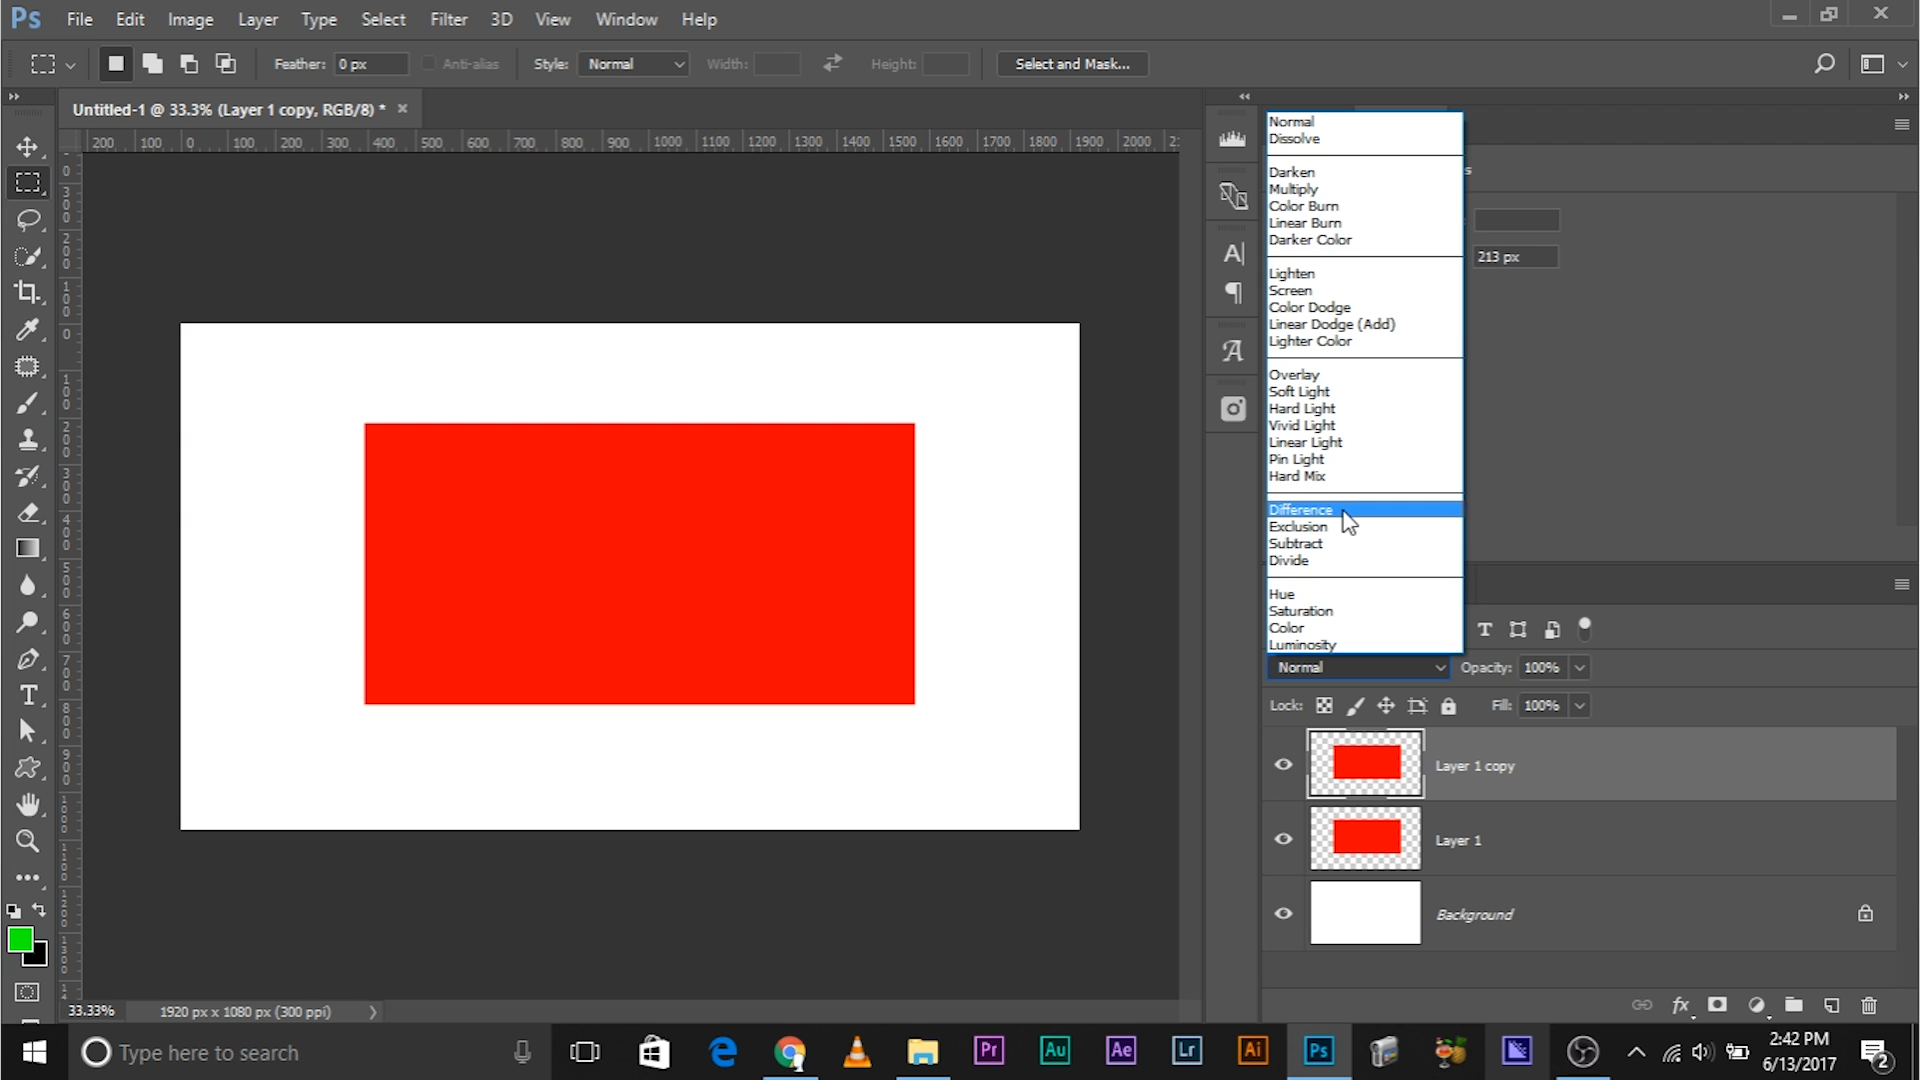 Ps File Edit Image Layer Type Select Filter 3D View Window Help
Feather: 0 px Anti-alias Style: Normal Width: Height: Select and Mask...
Untitled-1 @ 33.3% (Layer 1 copy, RGB/8) *
200 100 0 100 200 300 400 500 600 700 800 900 1000 1100 1200 1300 1400 1500 1600 1700 1800 1900 2000
Normal
Dissolve
Darken
Multiply
Color Burn
Linear Burn
Darker Color
213 px
Lighten
Screen
Color Dodge
Linear Dodge (Add)
Lighter Color
Overlay
Soft Light
Hard Light
Vivid Light
Linear Light
Pin Light
Hard Mix
Difference
Exclusion
Subtract
Divide
Hue
Saturation
Color
Luminosity
Normal Opacity: 100%
Lock: Fill: 100%
Layer 1 copy
Layer 1
Background
fx
33.33% 1920 px x 1080 px (300 ppi)
Type here to search
Pr Au Ae Lr Ai Ps
2:42 PM
6/13/2017
2